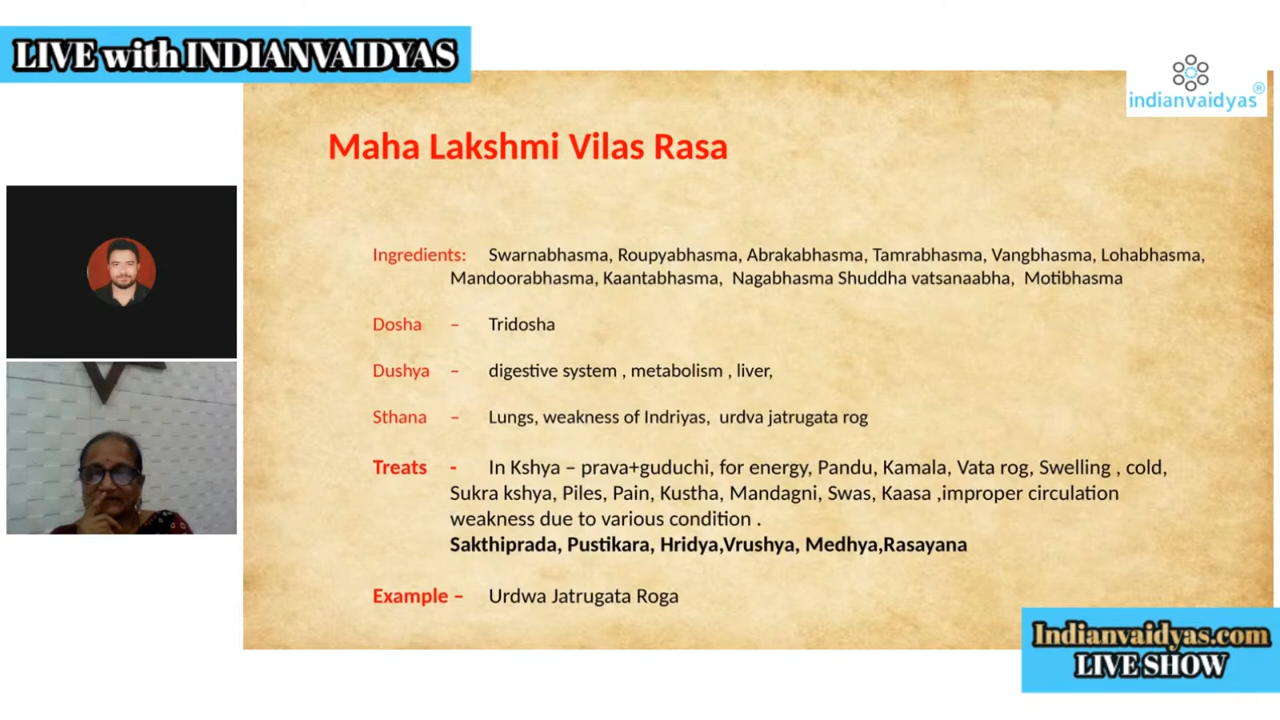 LIVE with INDIANVAIDYAS
indianvaidyas®
Maha Lakshmi Vilas Rasa
Ingredients: Swarnabhasma, Roupyabhasma, Abrakabhasma, Tamrabhasma, Vangbhasma, Lohabhasma,
Mandoorabhasma, Kaantabhasma, Nagabhasma Shuddha vatsanaabha, Motibhasma
Dosha – Tridosha
Dushya – digestive system , metabolism , liver,
Sthana – Lungs, weakness of Indriyas, urdva jatrugata rog
Treats - In Kshya – prava+guduchi, for energy, Pandu, Kamala, Vata rog, Swelling , cold,
Sukra kshya, Piles, Pain, Kustha, Mandagni, Swas, Kaasa ,improper circulation
weakness due to various condition .
Sakthiprada, Pustikara, Hridya,Vrushya, Medhya,Rasayana
Example – Urdwa Jatrugata Roga
Indianvaidyas.com
LIVE SHOW